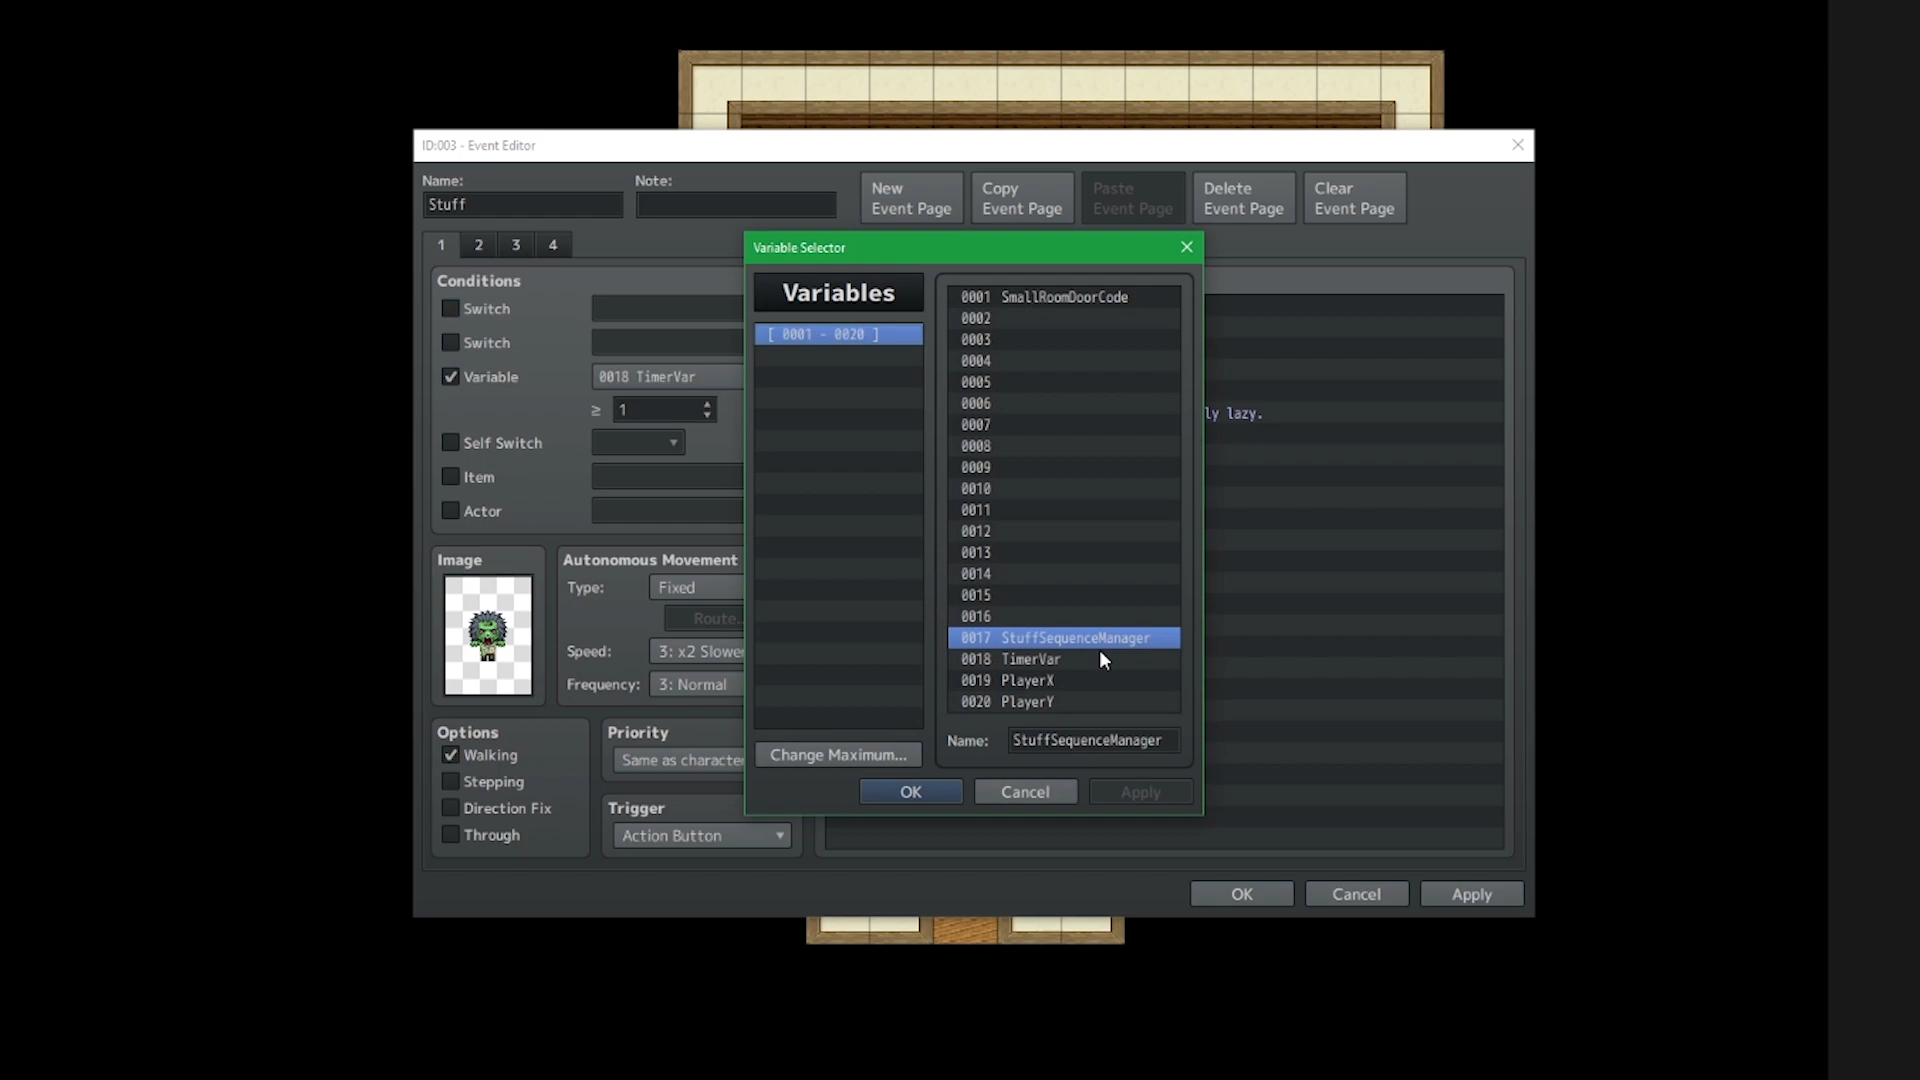 ID:003 - Event Editor
Name:
Note:
Stuff
New
Event Page
Copy
Event Page
Paste
Event Page
Delete
Event Page
Clear
Event Page
1
2
3
4
Conditions
Switch
Switch
Variable
0018 TimerVar
≥
1
Self Switch
Item
Actor
Image
Autonomous Movement
Type:
Fixed
Route..
Speed:
3: x2 Slower
Frequency:
3: Normal
Options
Walking
Stepping
Direction Fix
Through
Priority
Same as character
Trigger
Action Button
Variable Selector
Variables
[ 0001 - 0020 ]
Change Maximum...
0001 SmallRoomDoorCode
0002
0003
0004
0005
0006
0007
0008
0009
0010
0011
0012
0013
0014
0015
0016
0017 StuffSequenceManager
0018 TimerVar
0019 PlayerX
0020 PlayerY
Name:
StuffSequenceManager
OK
Cancel
Apply
ly lazy.
OK
Cancel
Apply